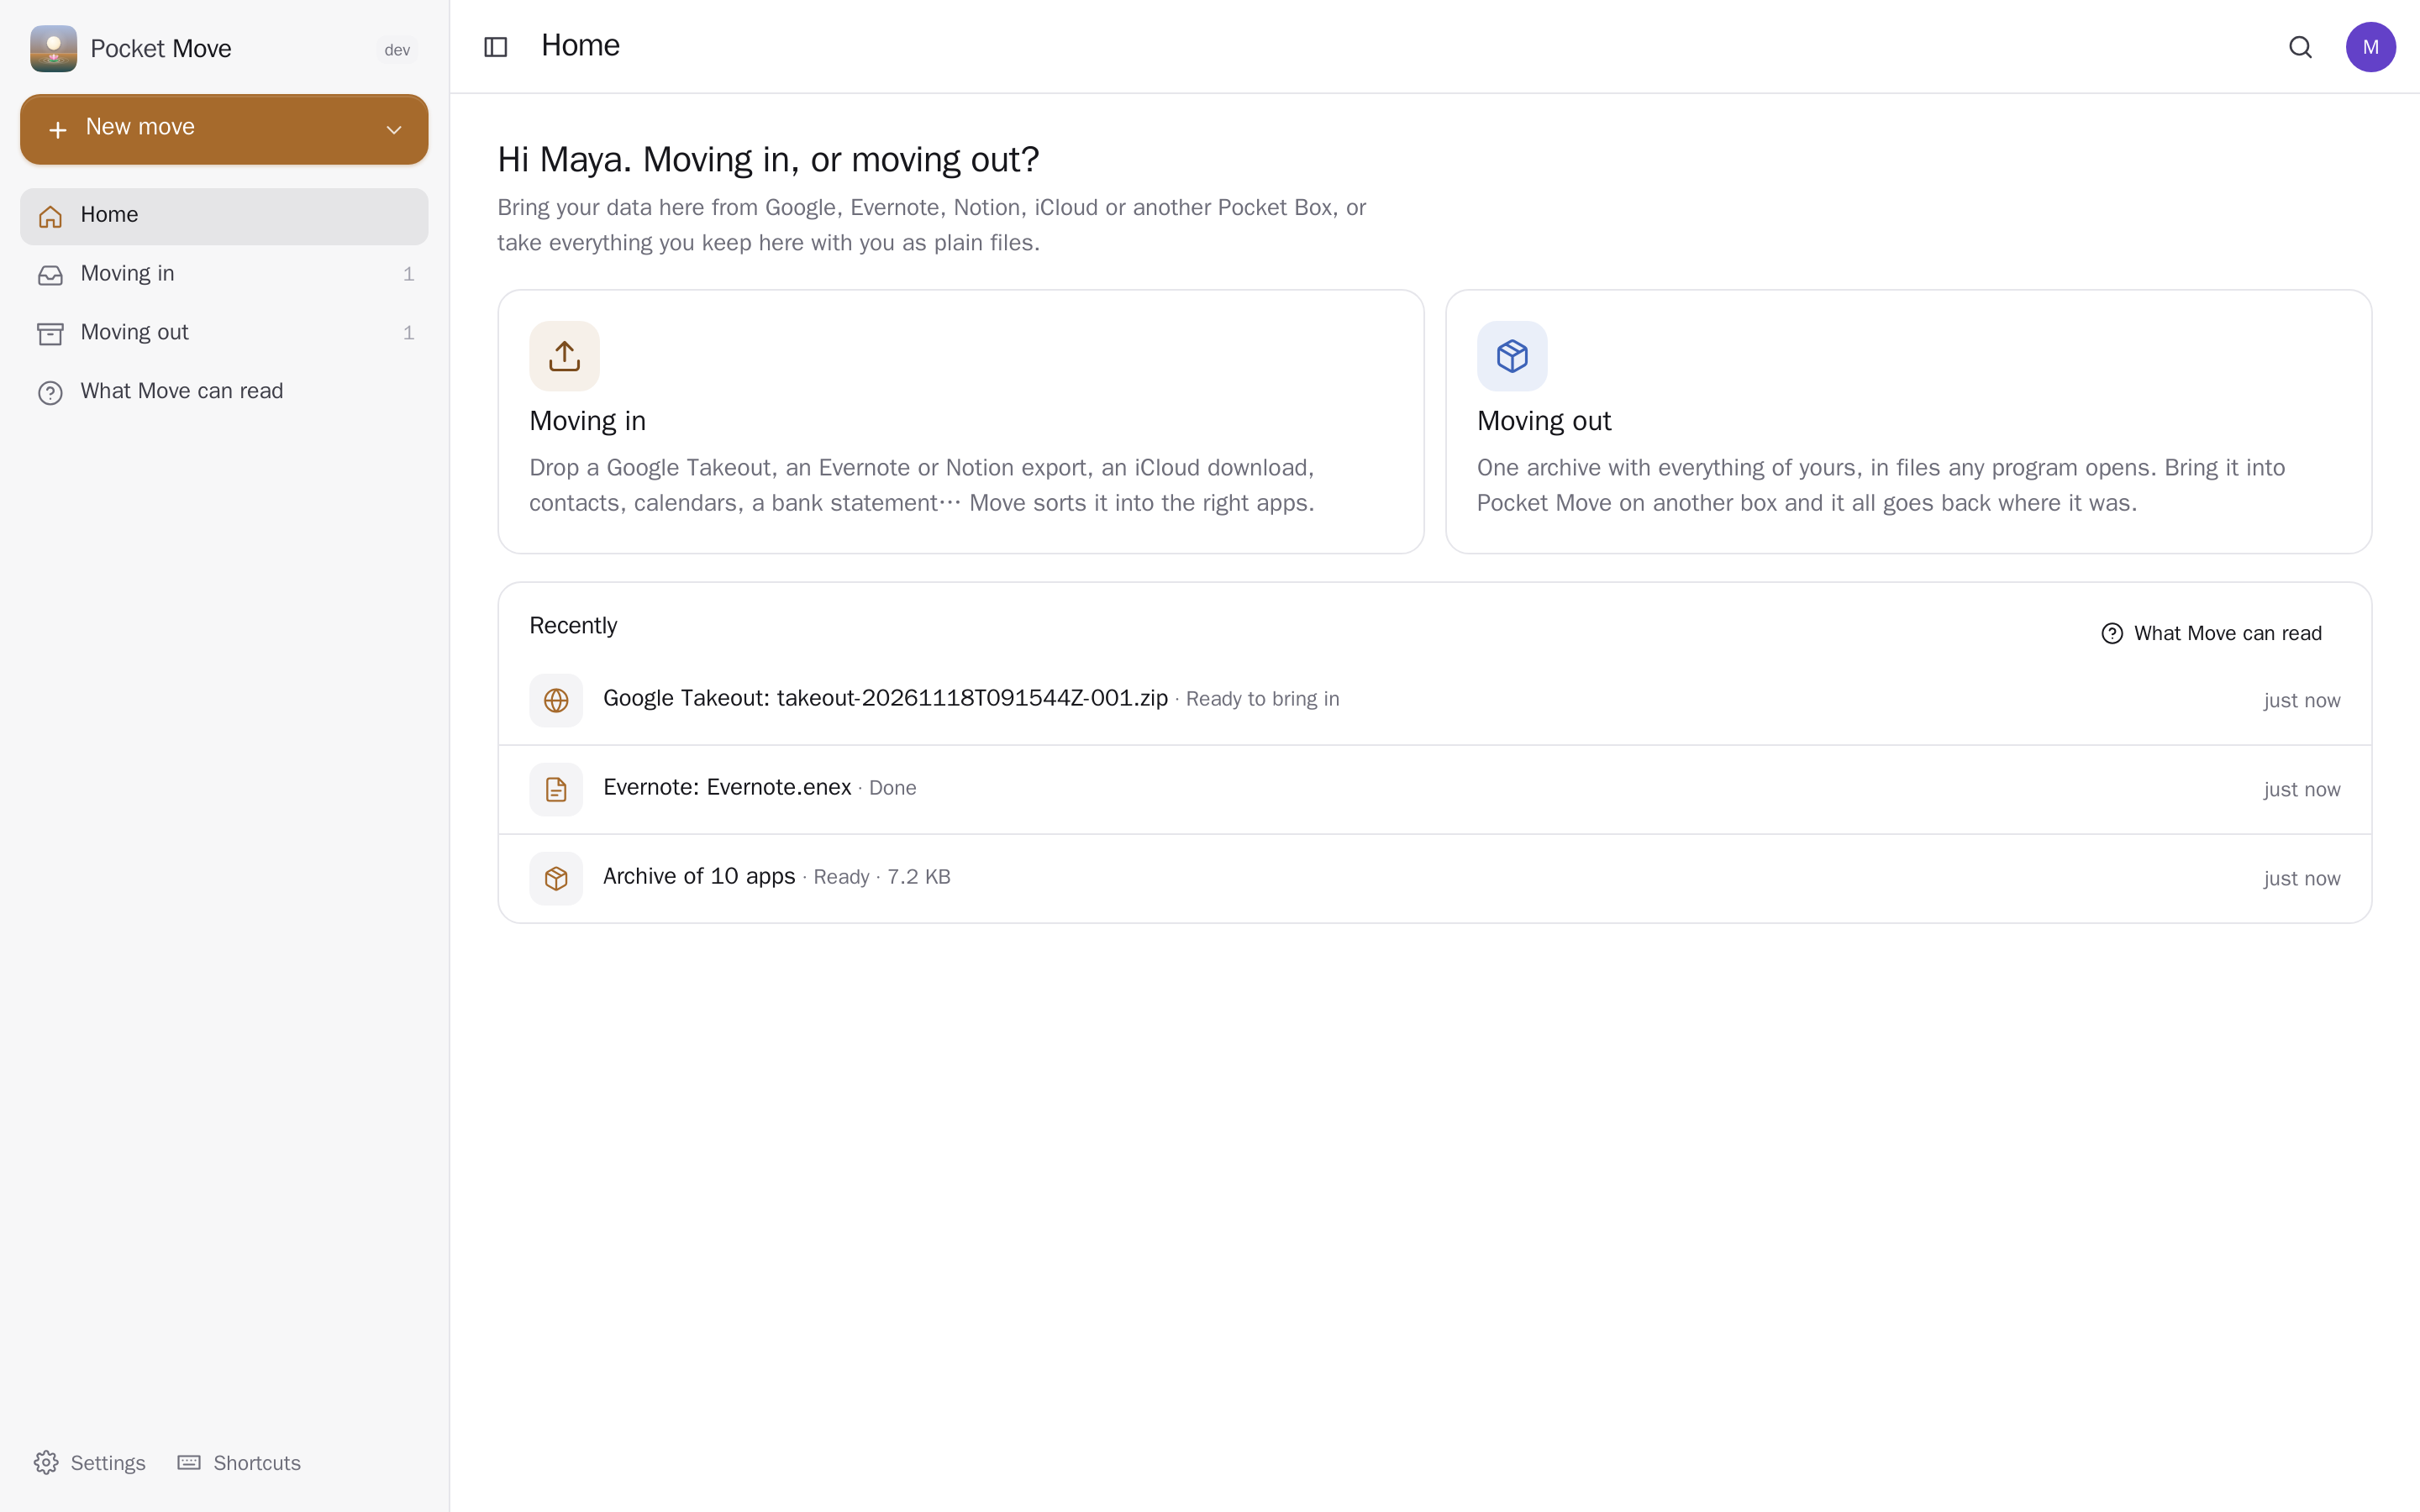 Pocket Move
dev
New move
Home
Moving in
1
Moving out
1
What Move can read
Settings
Shortcuts
Home
M
Hi Maya. Moving in, or moving out?
Bring your data here from Google, Evernote, Notion, iCloud or another Pocket Box, or
take everything you keep here with you as plain files.
Moving in
Drop a Google Takeout, an Evernote or Notion export, an iCloud download,
contacts, calendars, a bank statement… Move sorts it into the right apps.
Moving out
One archive with everything of yours, in files any program opens. Bring it into
Pocket Move on another box and it all goes back where it was.
Recently
What Move can read
Google Takeout: takeout-20261118T091544Z-001.zip · Ready to bring in
just now
Evernote: Evernote.enex · Done
just now
Archive of 10 apps · Ready · 7.2 KB
just now